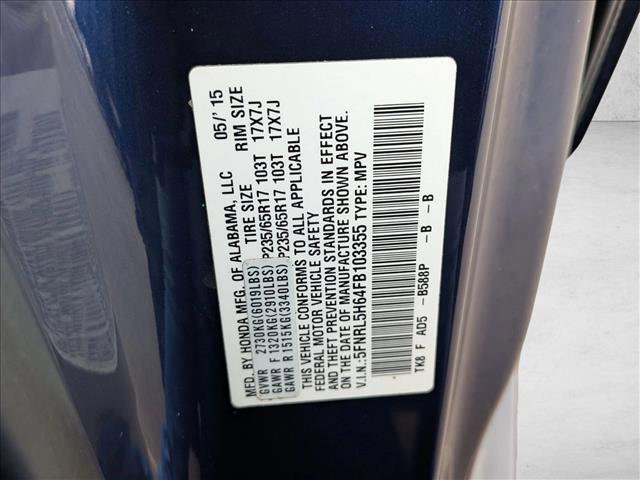 MFD. BY HONDA MFG. OF ALABAMA, LLC 05/' 15
TIRE SIZE RIM SIZE
GVWR 2730KG(6019LBS)
GAWR F 1320KG(2910LBS) P235/65R17 103T 17X7J
GAWR R 1515KG(3340LBS) P235/65R17 103T 17X7J
THIS VEHICLE CONFORMS TO ALL APPLICABLE
FEDERAL MOTOR VEHICLE SAFETY
AND THEFT PREVENTION STANDARDS IN EFFECT
ON THE DATE OF MANUFACTURE SHOWN ABOVE.
V.I.N.:5FNRL5H64FB103355 TYPE: MPV
TK8 F AD5 -B588P -B -B